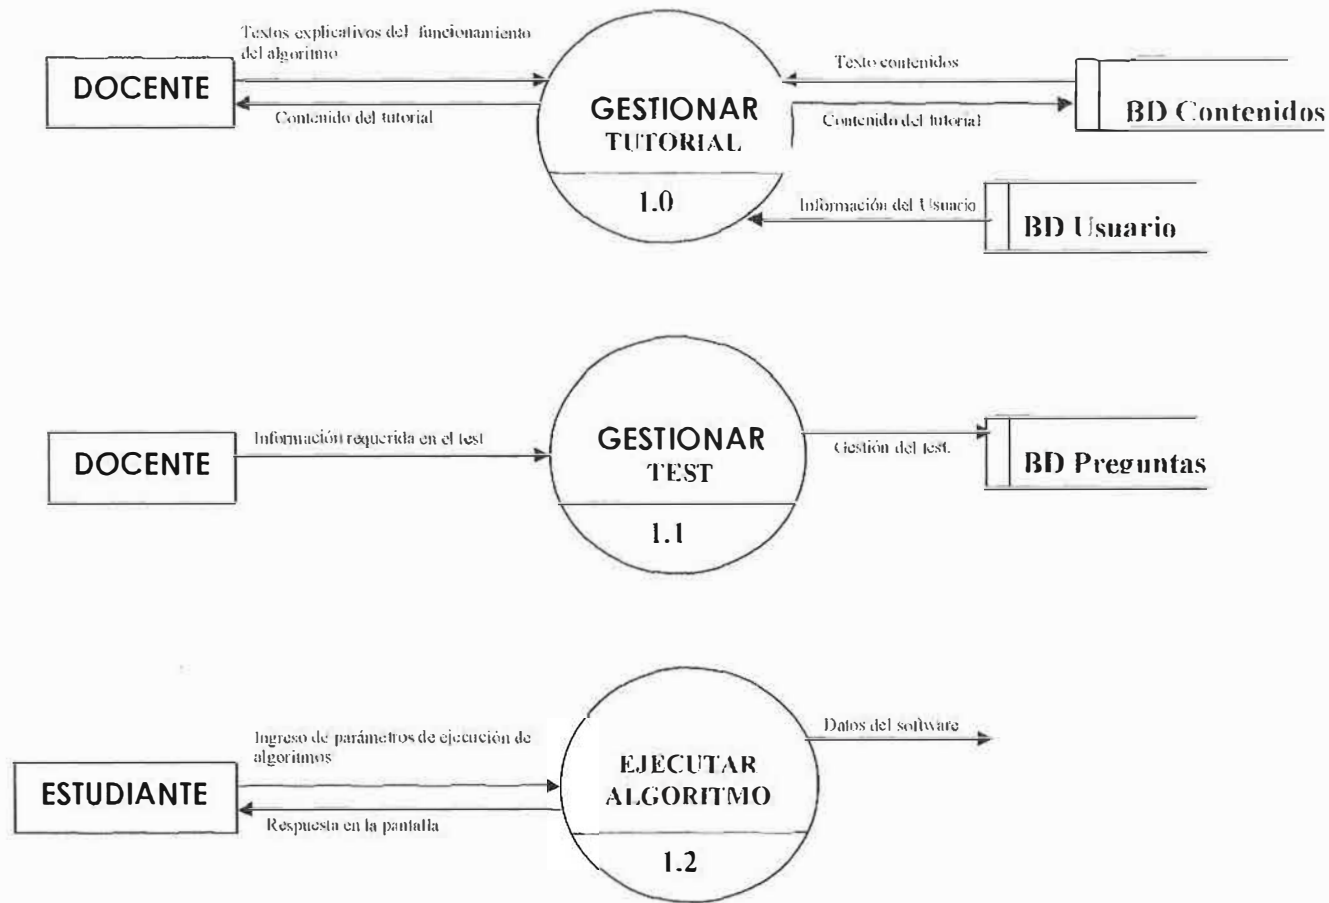 Textos explicativos del funcionamiento
del algoritmo
DOCENTE
Contenido del tutorial
GESTIONAR
TUTORIAL
1.0
Texto contenidos
Contenido del tutorial
BD Contenidos
Información del Usuario
BD Usuario
DOCENTE
Información requerida en el test
GESTIONAR
TEST
1.1
Gestión del test.
BD Preguntas
ESTUDIANTE
Ingreso de parámetros de ejecución de
algoritmos
Respuesta en la pantalla
EJECUTAR
ALGORITMO
1.2
Datos del software